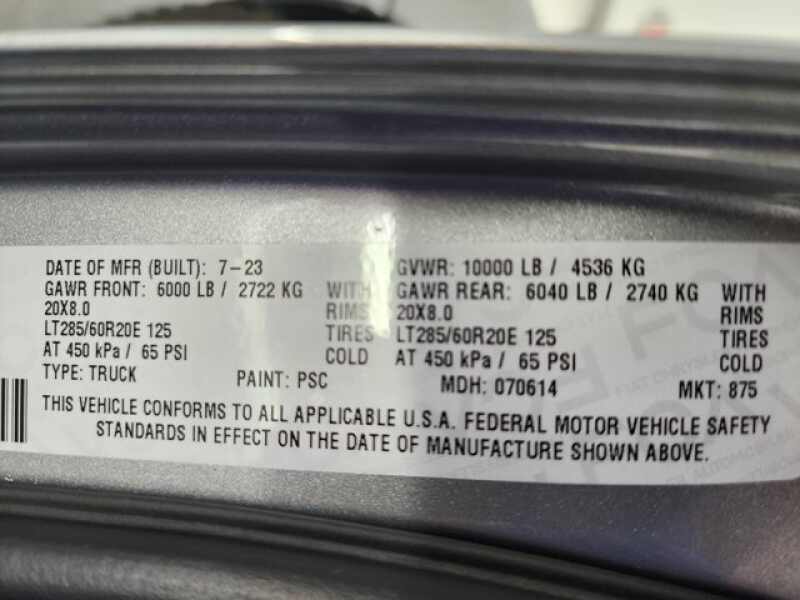 DATE OF MFR (BUILT): 7-23 GVWR: 10000 LB / 4536 KG
GAWR FRONT: 6000 LB / 2722 KG WITH GAWR REAR: 6040 LB / 2740 KG WITH
20X8.0 RIMS 20X8.0 RIMS
LT285/60R20E 125 TIRES LT285/60R20E 125 TIRES
AT 450 kPa / 65 PSI COLD AT 450 kPa / 65 PSI COLD
TYPE: TRUCK PAINT: PSC MDH: 070614 MKT: 875
THIS VEHICLE CONFORMS TO ALL APPLICABLE U.S.A. FEDERAL MOTOR VEHICLE SAFETY
STANDARDS IN EFFECT ON THE DATE OF MANUFACTURE SHOWN ABOVE.